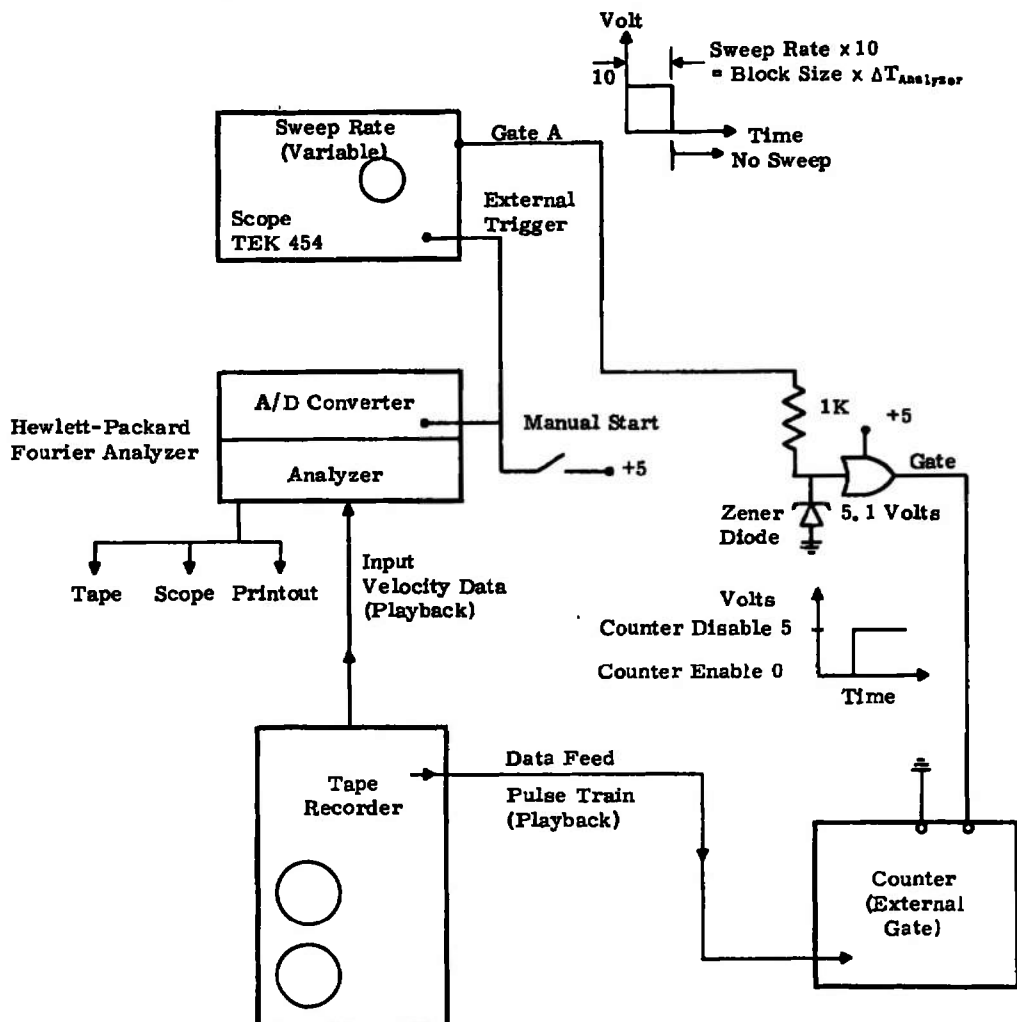 Volt
10
Sweep Rate x 10
= Block Size x ΔT_Analyzer
Time
No Sweep
Sweep Rate
(Variable)
Scope
TEK 454
Gate A
External
Trigger
Hewlett-Packard
Fourier Analyzer
A/D Converter
Analyzer
Manual Start
+5
1K
+5
Gate
Zener
Diode
5.1 Volts
Tape
Scope
Printout
Input
Velocity Data
(Playback)
Volts
Counter Disable 5
Counter Enable 0
Time
Tape
Recorder
Data Feed
Pulse Train
(Playback)
Counter
(External
Gate)